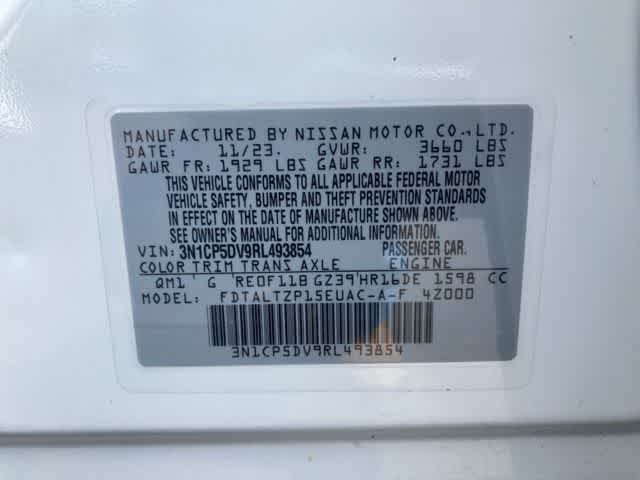 MANUFACTURED BY NISSAN MOTOR CO., LTD.
DATE: 11/23. GVWR: 3660 LBS
GAWR FR: 1929 LBS GAWR RR: 1731 LBS
THIS VEHICLE CONFORMS TO ALL APPLICABLE FEDERAL MOTOR
VEHICLE SAFETY, BUMPER AND THEFT PREVENTION STANDARDS
IN EFFECT ON THE DATE OF MANUFACTURE SHOWN ABOVE.
SEE OWNER'S MANUAL FOR ADDITIONAL INFORMATION.
VIN: 3N1CP5DV9RL493854 PASSENGER CAR.
COLOR TRIM TRANS AXLE ENGINE
QM1 G RE0F11B GZ39 HR16DE 1598 CC
MODEL: FDTALTZP15EUAC-A-F 4Z000
3N1CP5DV9RL493854